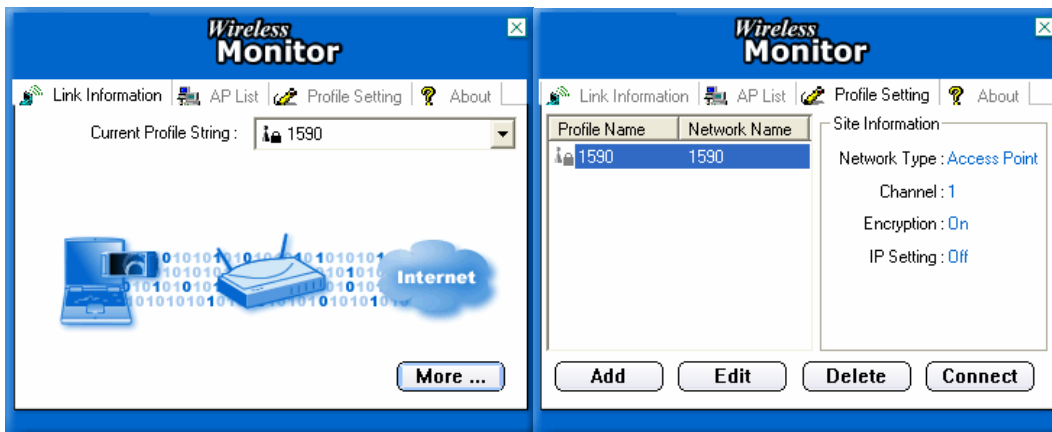 Wireless
Monitor
Link Information AP List Profile Setting About
Current Profile String : 1590
Internet
More ...
Wireless
Monitor
Link Information AP List Profile Setting About
Profile Name Network Name
1590 1590
Site Information
Network Type : Access Point
Channel : 1
Encryption : On
IP Setting : Off
Add Edit Delete Connect